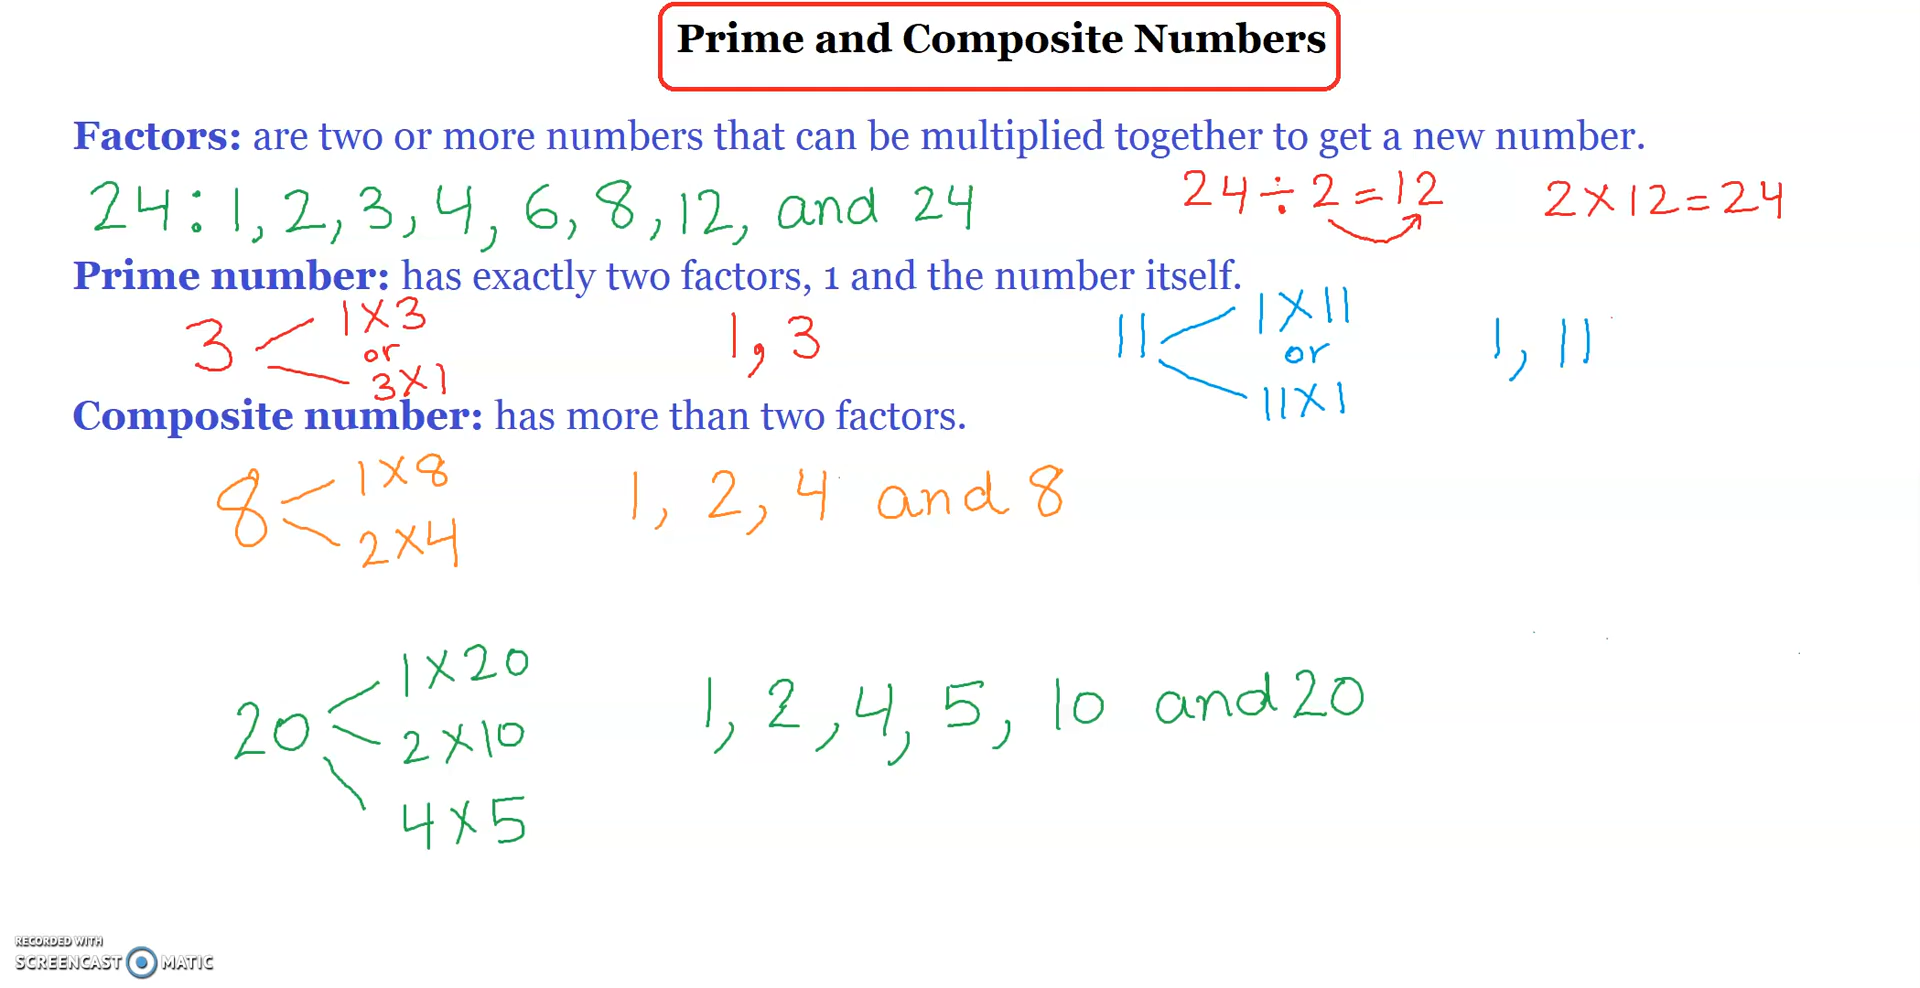 Prime and Composite Numbers
Factors: are two or more numbers that can be multiplied together to get a new number.
24 : 1, 2, 3, 4, 6, 8, 12, and 24
24 ÷ 2 = 12
2 × 12 = 24
Prime number: has exactly two factors, 1 and the number itself.
3
1 × 3
or
3 × 1
1, 3
11
1 × 11
or
11 × 1
1, 11
Composite number: has more than two factors.
8
1 × 8
2 × 4
1, 2, 4 and 8
20
1 × 20
2 × 10
4 × 5
1, 2, 4, 5, 10 and 20
RECORDED WITH
SCREENCAST MATIC